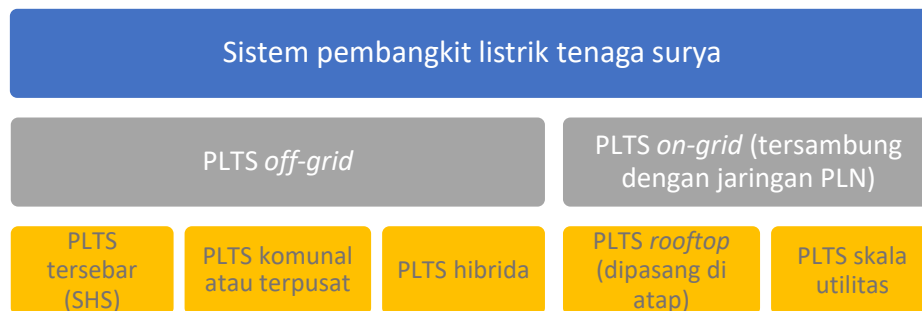 Sistem pembangkit listrik tenaga surya
PLTS off-grid
PLTS on-grid (tersambung
dengan jaringan PLN)
PLTS
tersebar
(SHS)
PLTS komunal
atau terpusat
PLTS hibrida
PLTS rooftop
(dipasang di
atap)
PLTS skala
utilitas